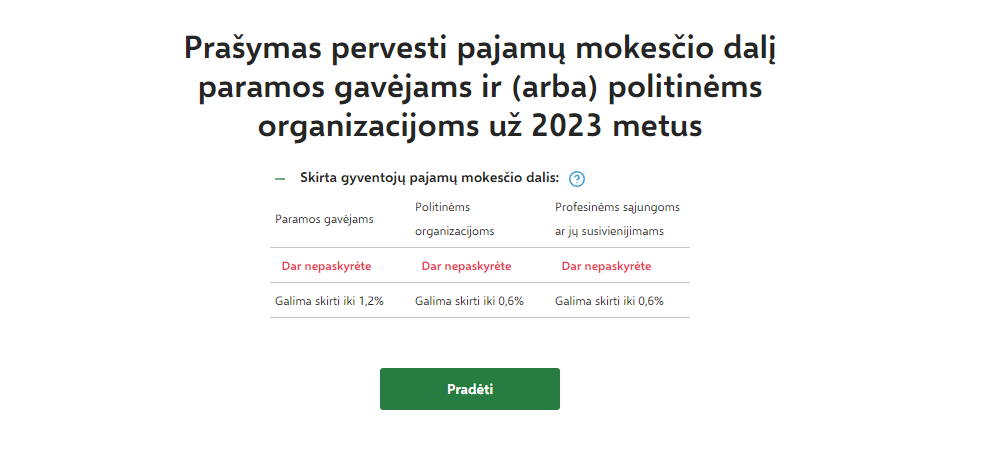 Prašymas pervesti pajamų mokesčio dalį
paramos gavėjams ir (arba) politinėms
organizacijoms už 2023 metus
Skirta gyventojų pajamų mokesčio dalis: ?
Paramos gavėjams
Politinėms
organizacijoms
Profesinėms sąjungoms
ar jų susivienijimams
Dar nepaskyrėte Dar nepaskyrėte Dar nepaskyrėte
Galima skirti iki 1,2% Galima skirti iki 0,6% Galima skirti iki 0,6%
Pradėti